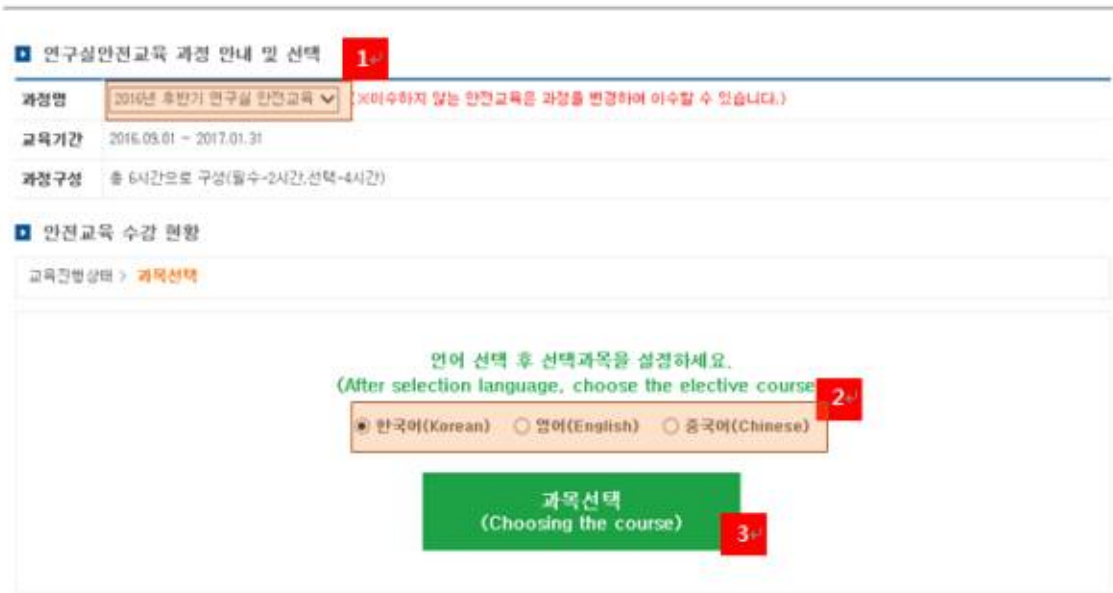 연구실안전교육 과정 안내 및 선택
1
과정명 2016년 후반기 연구실 안전교육 (※이수하지 않는 안전교육은 과정를 변경하여 이수할 수 있습니다.)
교육기간 2016.09.01 ~ 2017.01.31
과정구성 총 6시간으로 구성(필수-2시간,선택-4시간)
안전교육 수강 현황
교육진행상태 > 과목선택
언어 선택 후 선택과목을 설정하세요.
(After selection language, choose the elective course
2
한국어(Korean) 영어(English) 중국어(Chinese)
과목선택
(Choosing the course)
3